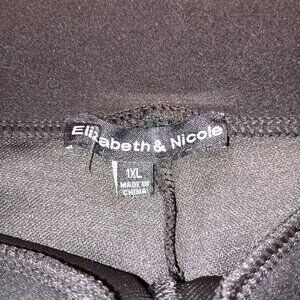 Elizabeth & Nicole
1XL
MADE IN
CHINA